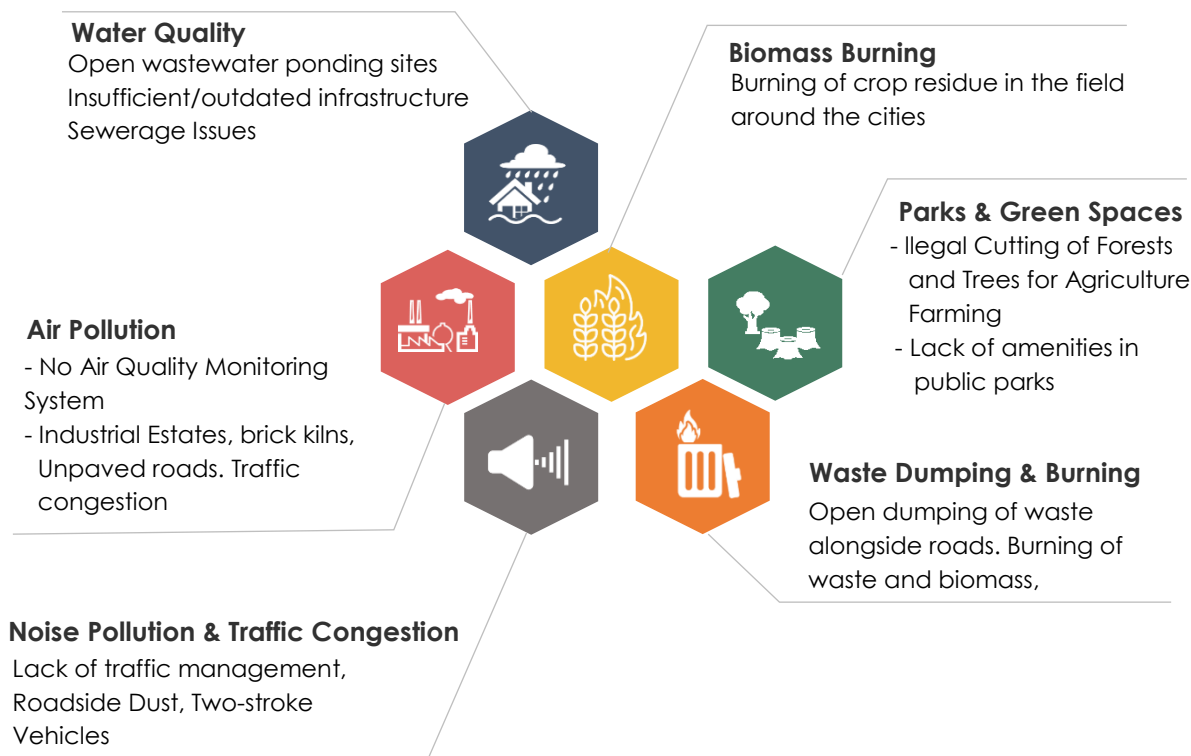 Water Quality
Open wastewater ponding sites
Insufficient/outdated infrastructure
Sewerage Issues
Biomass Burning
Burning of crop residue in the field
around the cities
Parks & Green Spaces
- llegal Cutting of Forests
and Trees for Agriculture
Farming
- Lack of amenities in
public parks
Air Pollution
- No Air Quality Monitoring
System
- Industrial Estates, brick kilns,
Unpaved roads. Traffic
congestion
Waste Dumping & Burning
Open dumping of waste
alongside roads. Burning of
waste and biomass,
Noise Pollution & Traffic Congestion
Lack of traffic management,
Roadside Dust, Two-stroke
Vehicles